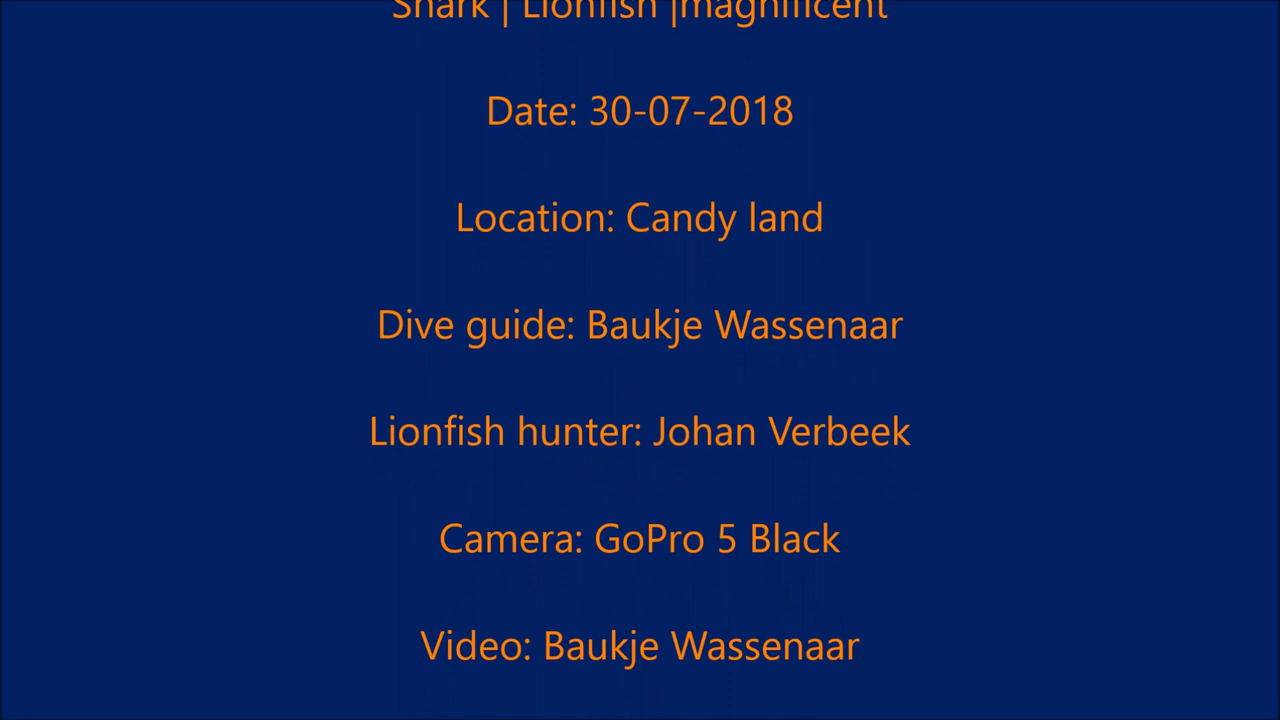 Shark | Lionfish |magnificent
Date: 30-07-2018
Location: Candy land
Dive guide: Baukje Wassenaar
Lionfish hunter: Johan Verbeek
Camera: GoPro 5 Black
Video: Baukje Wassenaar